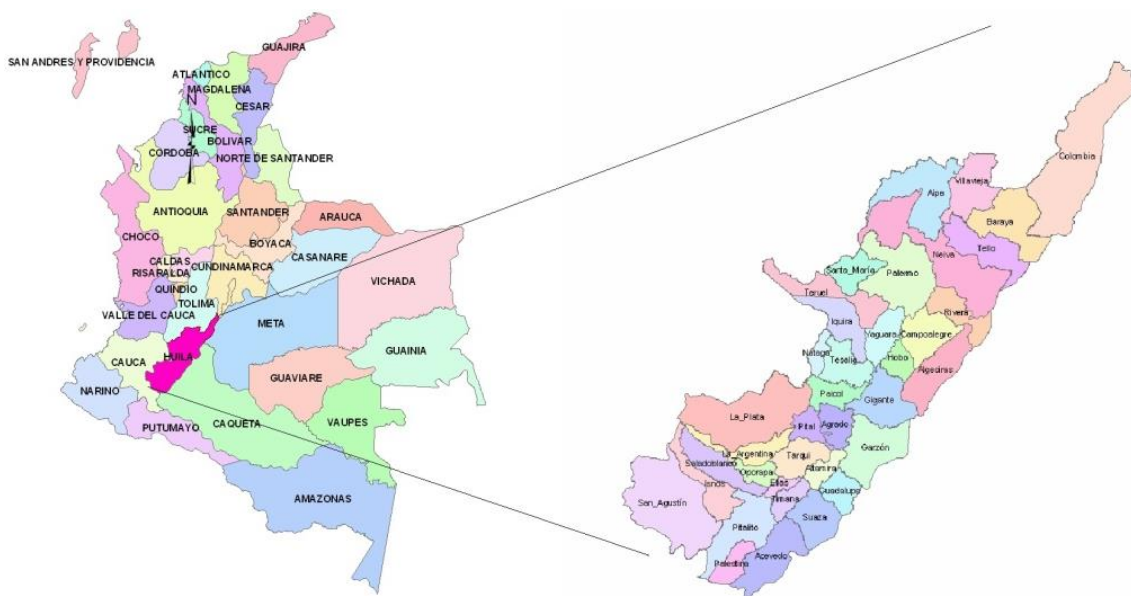 GUAJIRA
SAN ANDRES Y PROVIDENCIA
ATLANTICO
MAGDALENA
N
CESAR
SUCRE
BOLIVAR
CORDOBA
NORTE DE SANTANDER
ANTIOQUIA
SANTANDER
ARAUCA
CHOCO
BOYACA
CASANARE
CALDAS
CUNDINAMARCA
RISARALDA
VICHADA
QUINDIO
TOLIMA
VALLE DEL CAUCA
META
GUAINIA
CAUCA
HUILA
GUAVIARE
NARINO
VAUPES
CAQUETA
PUTUMAYO
AMAZONAS
Colombia
Aipe
Villavieja
Baraya
Tello
Neiva
Santa_María
Palermo
Teruel
Rivera
Iquira
Yaguara
Campoalegre
Nátaga
Tesalia
Hobo
Algeciras
Paicol
Gigante
La_Plata
Pital
Agrado
Garzón
La_Argentina
Tarqui
Saladoblanco
Oporapa
Altamira
Isnos
Elías
Guadalupe
San_Agustín
Timana
Suaza
Pitalito
Palestina
Acevedo